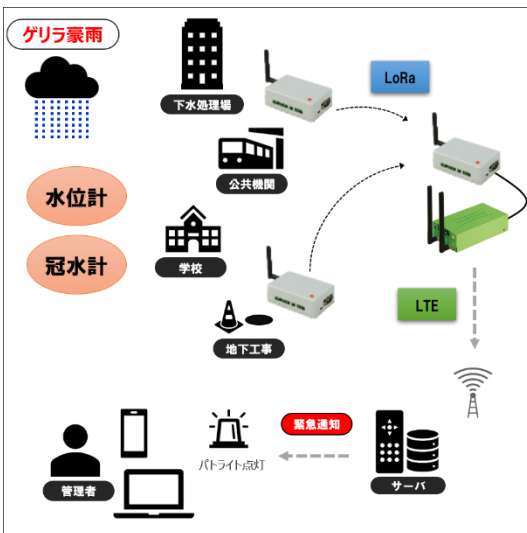 ゲリラ豪雨
下水処理場
LoRa
公共機関
水位計
学校
冠水計
LTE
地下工事
緊急通知
パトライト点灯
管理者
サーバ